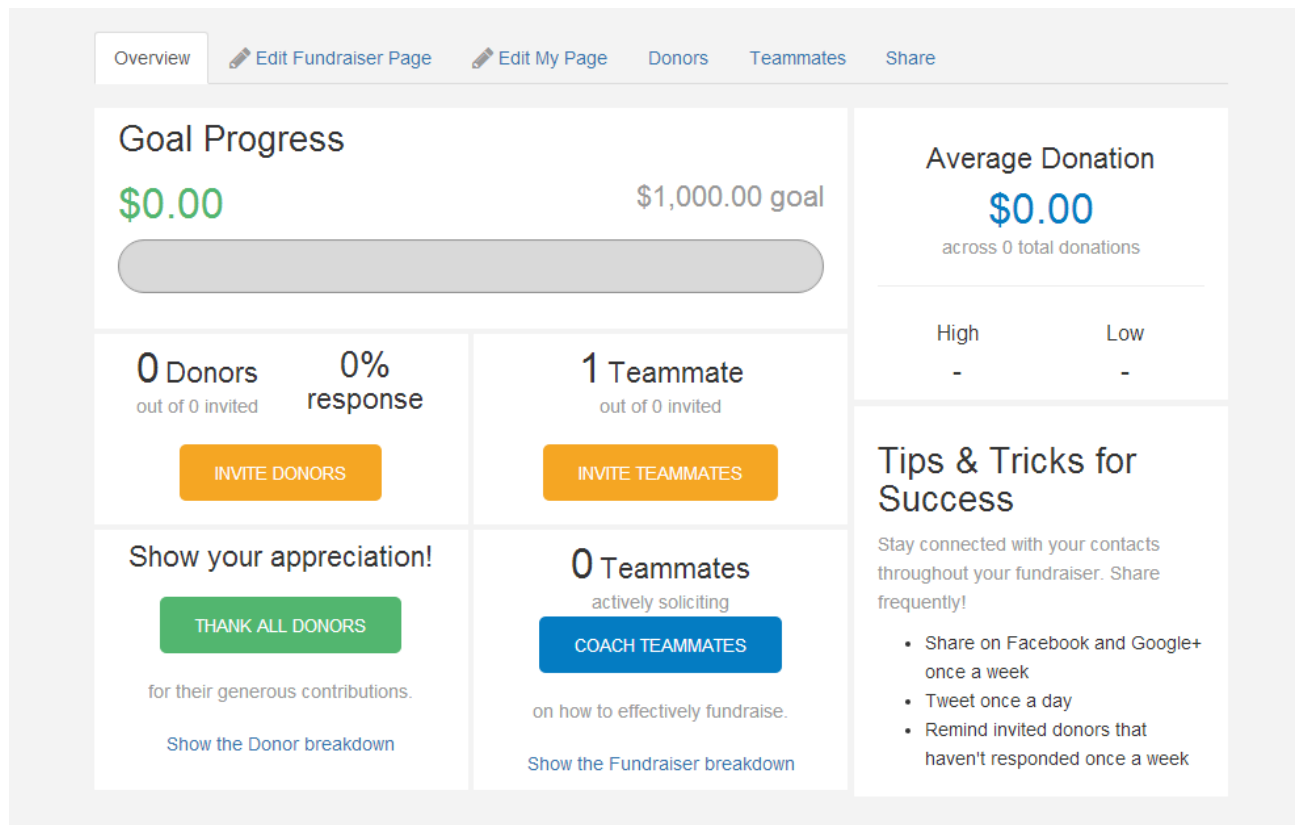 Overview Edit Fundraiser Page Edit My Page Donors Teammates Share
Goal Progress
$0.00
$1,000.00 goal
Average Donation
$0.00
across 0 total donations
High Low
- -
0 Donors
out of 0 invited
0%
response
INVITE DONORS
1 Teammate
out of 0 invited
INVITE TEAMMATES
Show your appreciation!
THANK ALL DONORS
for their generous contributions.
Show the Donor breakdown
0 Teammates
actively soliciting
COACH TEAMMATES
on how to effectively fundraise.
Show the Fundraiser breakdown
Tips & Tricks for
Success
Stay connected with your contacts
throughout your fundraiser. Share
frequently!
• Share on Facebook and Google+
once a week
• Tweet once a day
• Remind invited donors that
haven't responded once a week